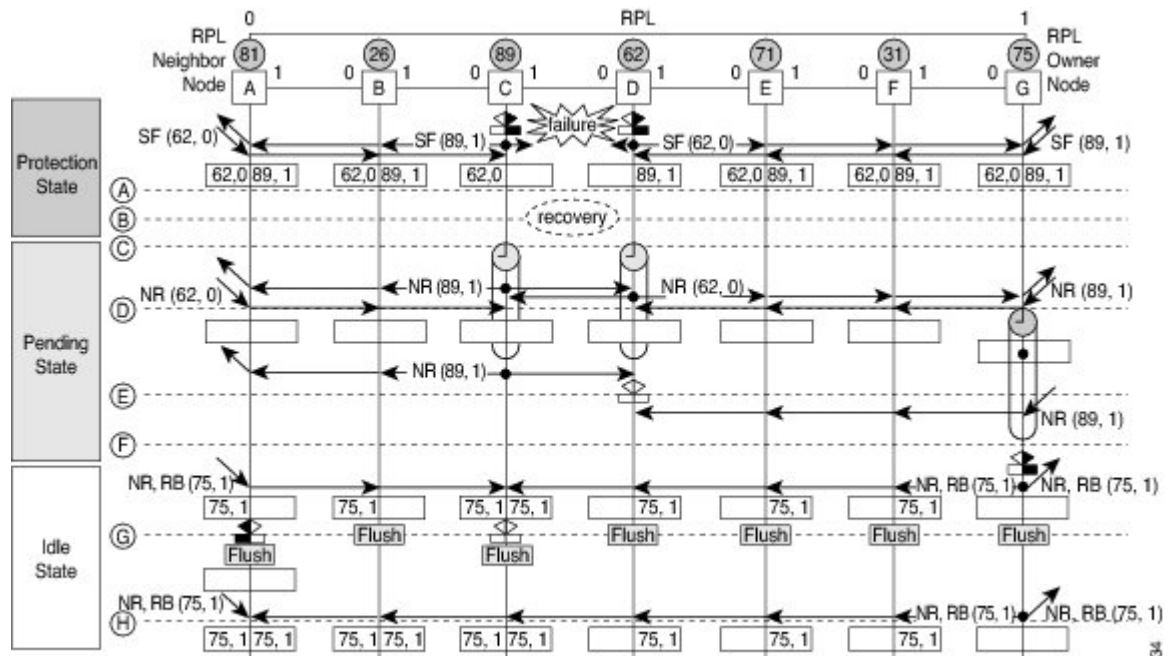 0 RPL 1
RPL Neighbor Node
81 26 89 62 71 31 75
RPL Owner Node
1 0 1 0 1 0 1 0 1 0 1 0
A B C D E F G
Protection State
failure
SF (62, 0) SF (89, 1) SF (62, 0) SF (89, 1)
62,0 89, 1 62,0 89, 1 62,0 89, 1 62,0 89, 1 62,0 89, 1 62,0 89, 1
A
B recovery
C
Pending State
NR (89, 1) NR (62, 0)
NR (62, 0) NR (89, 1)
D
NR (89, 1)
E
NR (89, 1)
F
Idle State
NR, RB (75, 1) NR, RB (75, 1) NR, RB (75, 1)
75, 1 75, 1 75, 1 75, 1 75, 1 75, 1 75, 1
G Flush Flush Flush Flush Flush Flush
NR, RB (75, 1) NR, RB (75, 1) NR, RB (75, 1)
H
75, 1 75, 1 75, 1 75, 1 75, 1 75, 1 75, 1 75, 1 75, 1
34